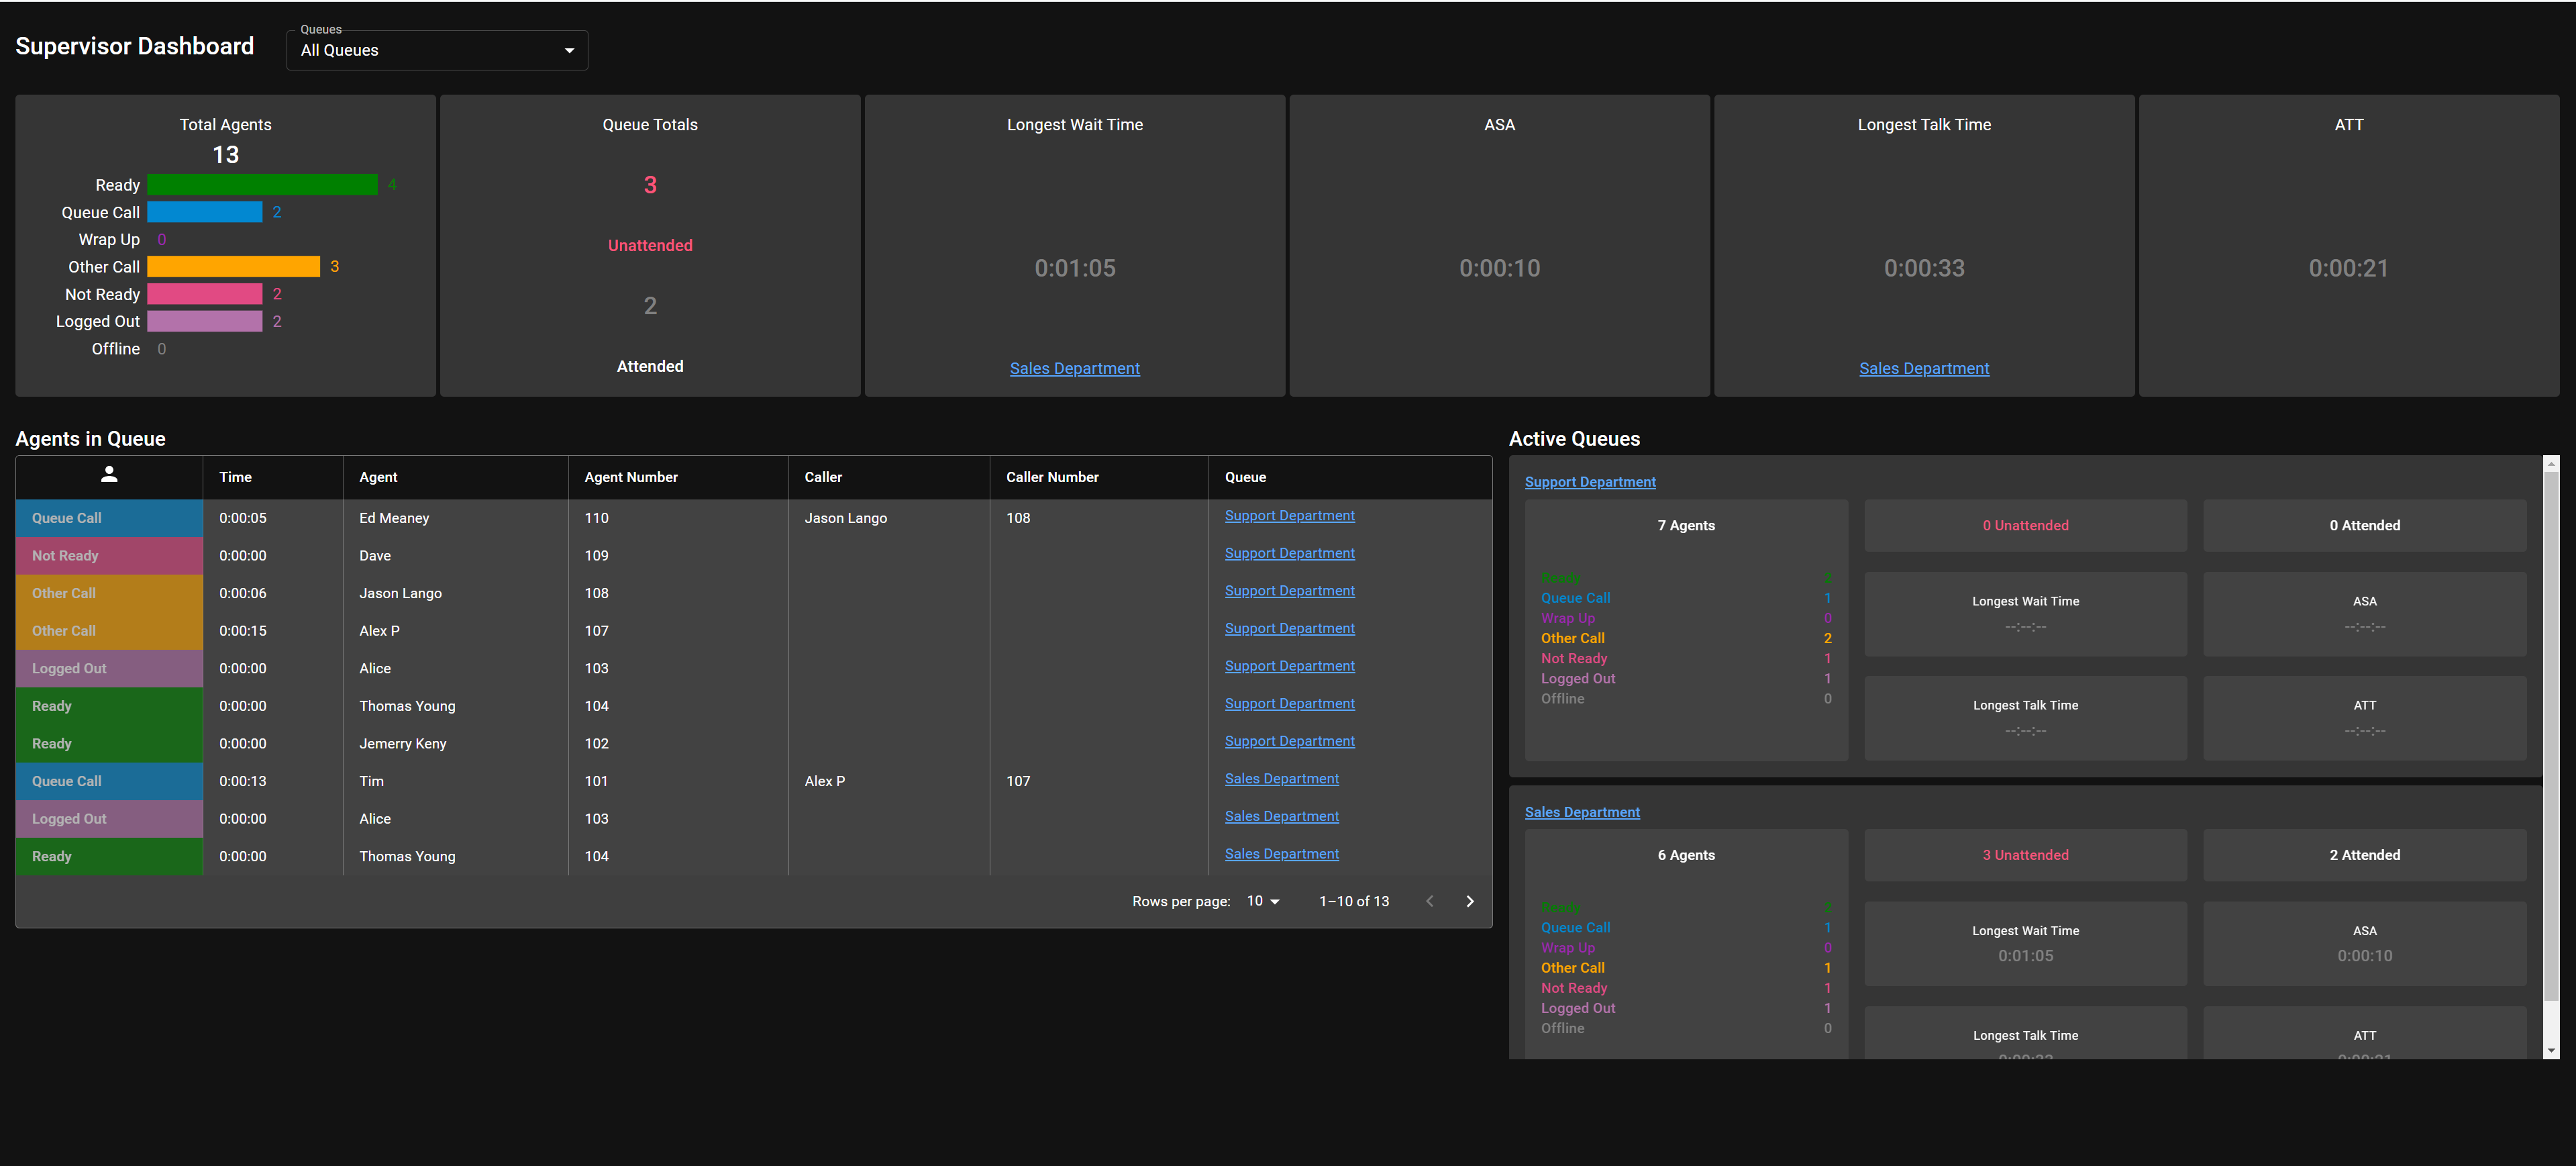 Supervisor Dashboard
Queues
All Queues
Total Agents
13
Ready 4
Queue Call 2
Wrap Up 0
Other Call 3
Not Ready 2
Logged Out 2
Offline 0
Queue Totals
3
Unattended
2
Attended
Longest Wait Time
0:01:05
Sales Department
ASA
0:00:10
Longest Talk Time
0:00:33
Sales Department
ATT
0:00:21
Agents in Queue
Time Agent Agent Number Caller Caller Number Queue
Queue Call 0:00:05 Ed Meaney 110 Jason Lango 108 Support Department
Not Ready 0:00:00 Dave 109 Support Department
Other Call 0:00:06 Jason Lango 108 Support Department
Other Call 0:00:15 Alex P 107 Support Department
Logged Out 0:00:00 Alice 103 Support Department
Ready 0:00:00 Thomas Young 104 Support Department
Ready 0:00:00 Jemerry Keny 102 Support Department
Queue Call 0:00:13 Tim 101 Alex P 107 Sales Department
Logged Out 0:00:00 Alice 103 Sales Department
Ready 0:00:00 Thomas Young 104 Sales Department
Rows per page: 10 1–10 of 13
Active Queues
Support Department
7 Agents
Ready 2
Queue Call 1
Wrap Up 0
Other Call 2
Not Ready 1
Logged Out 1
Offline 0
0 Unattended
0 Attended
Longest Wait Time
--:--:--
ASA
--:--:--
Longest Talk Time
--:--:--
ATT
--:--:--
Sales Department
6 Agents
Ready 2
Queue Call 1
Wrap Up 0
Other Call 1
Not Ready 1
Logged Out 1
Offline 0
3 Unattended
2 Attended
Longest Wait Time
0:01:05
ASA
0:00:10
Longest Talk Time
0:00:33
ATT
0:00:21